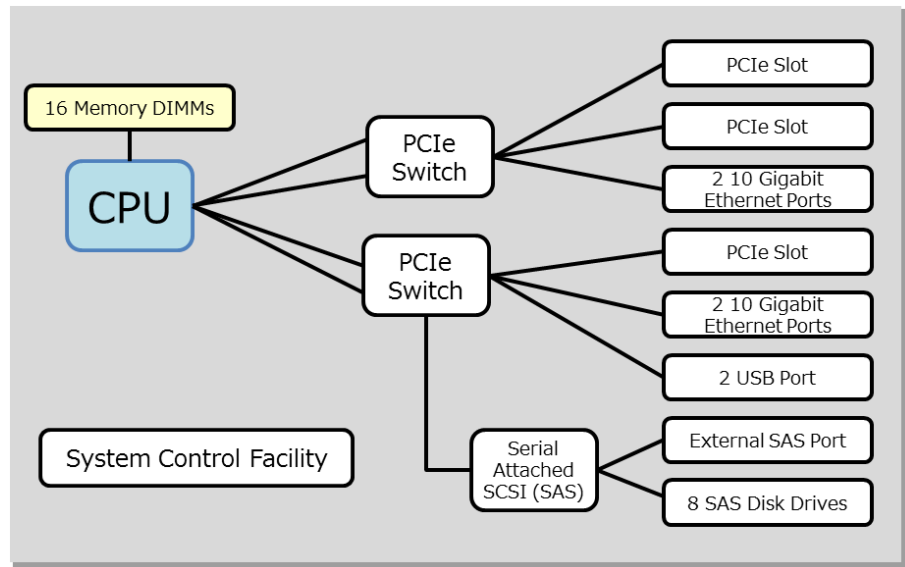 PCIe Slot
16 Memory DIMMs
PCIe
Switch
PCIe Slot
CPU
2 10 Gigabit
Ethernet Ports
PCIe
Switch
PCIe Slot
2 10 Gigabit
Ethernet Ports
2 USB Port
System Control Facility
Serial
Attached
SCSI (SAS)
External SAS Port
8 SAS Disk Drives